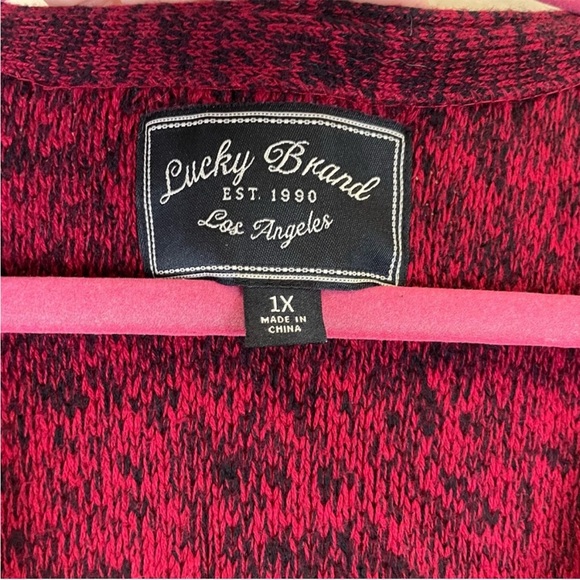 Lucky Brand
EST. 1990
Los Angeles
1X
MADE IN
CHINA